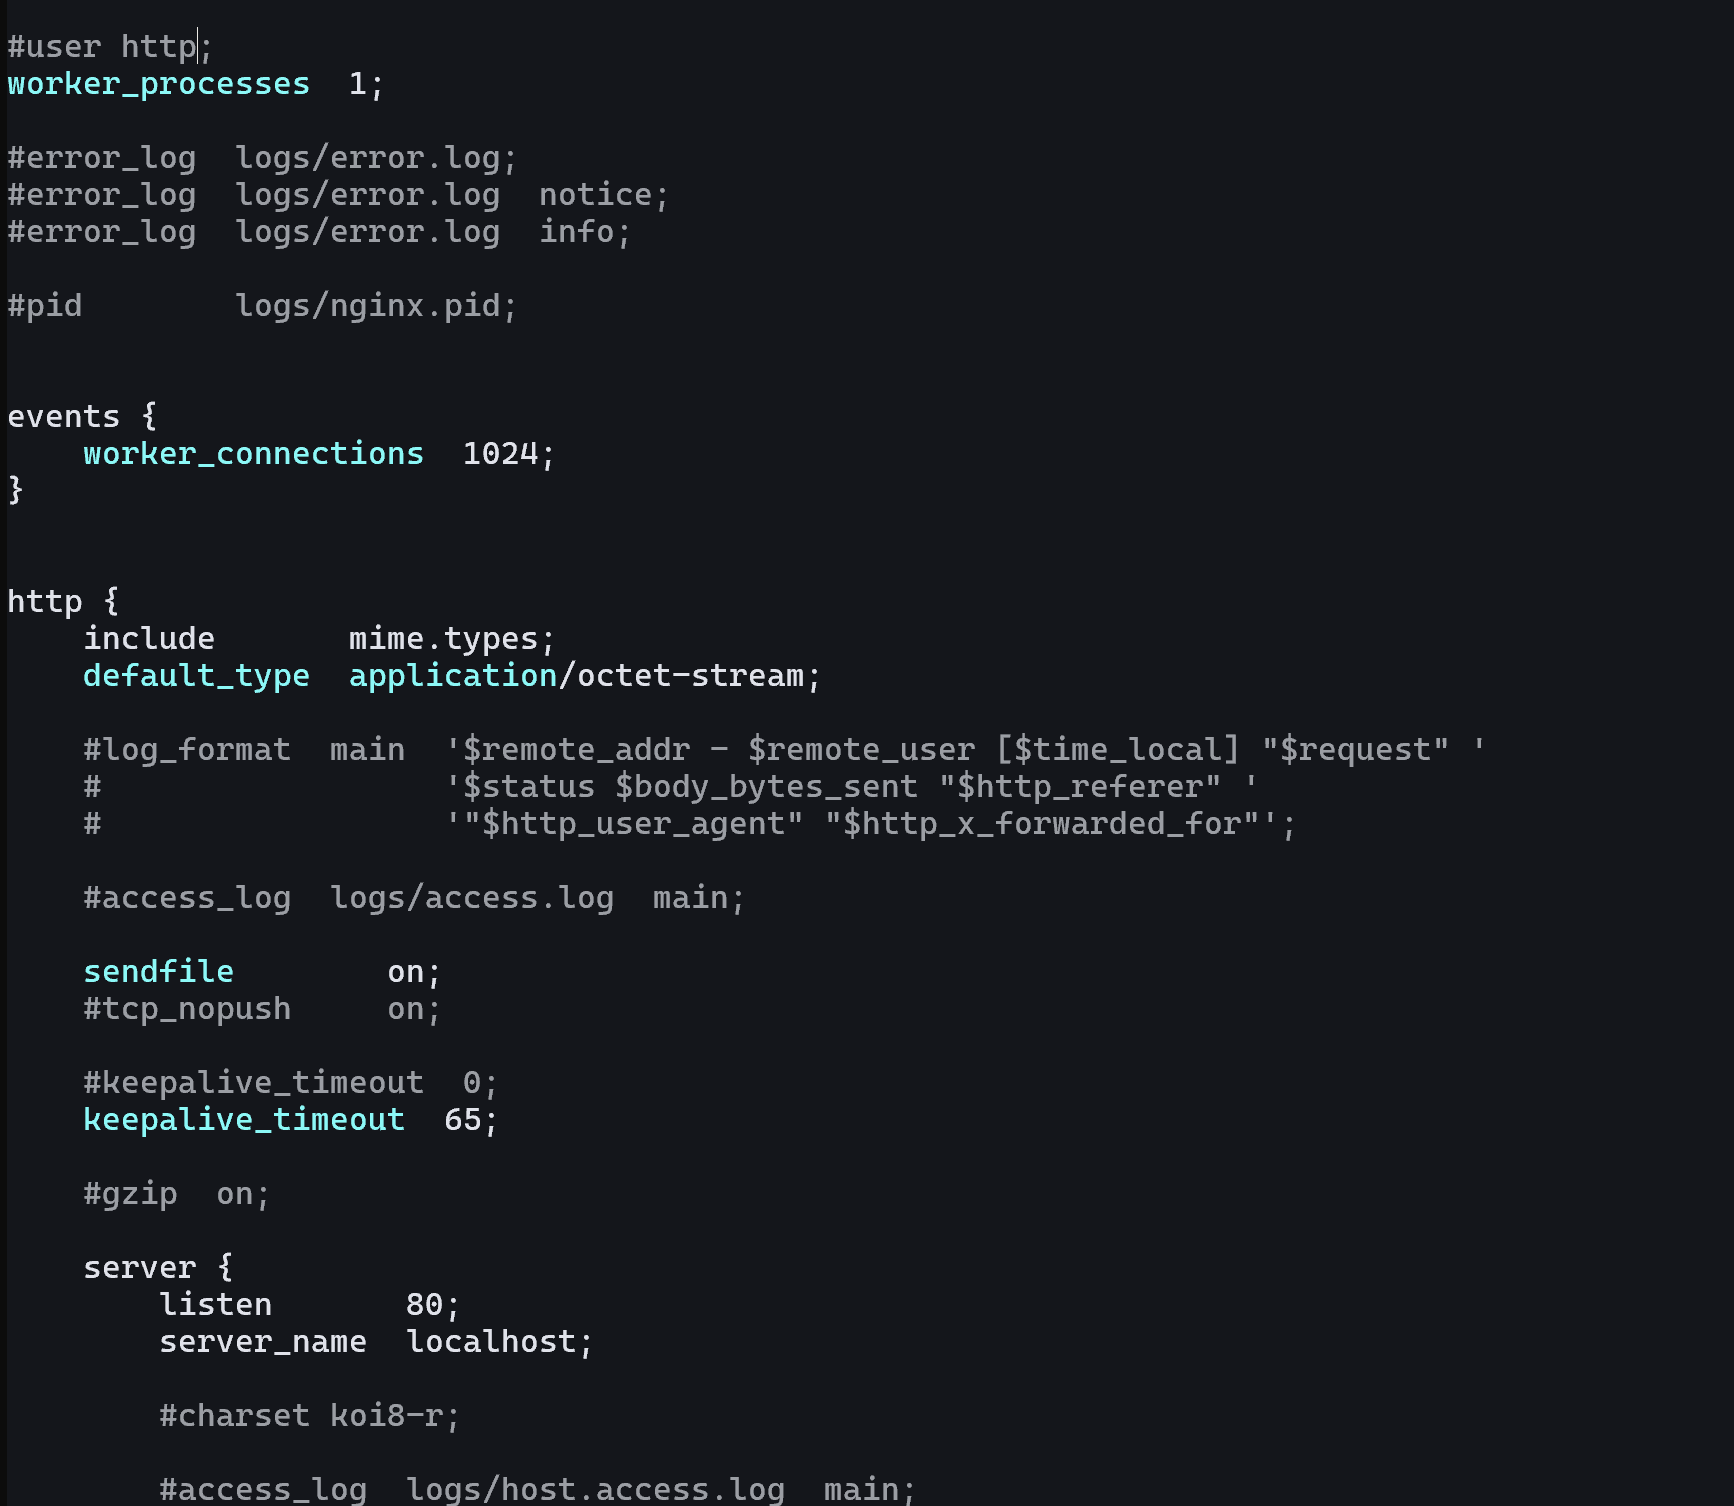 #user http;
worker_processes  1;

#error_log  logs/error.log;
#error_log  logs/error.log  notice;
#error_log  logs/error.log  info;

#pid        logs/nginx.pid;


events {
    worker_connections  1024;
}


http {
    include       mime.types;
    default_type  application/octet-stream;

    #log_format  main  '$remote_addr - $remote_user [$time_local] "$request" '
    #                  '$status $body_bytes_sent "$http_referer" '
    #                  '"$http_user_agent" "$http_x_forwarded_for"';

    #access_log  logs/access.log  main;

    sendfile        on;
    #tcp_nopush     on;

    #keepalive_timeout  0;
    keepalive_timeout  65;

    #gzip  on;

    server {
        listen       80;
        server_name  localhost;

        #charset koi8-r;

        #access_log  logs/host.access.log  main;